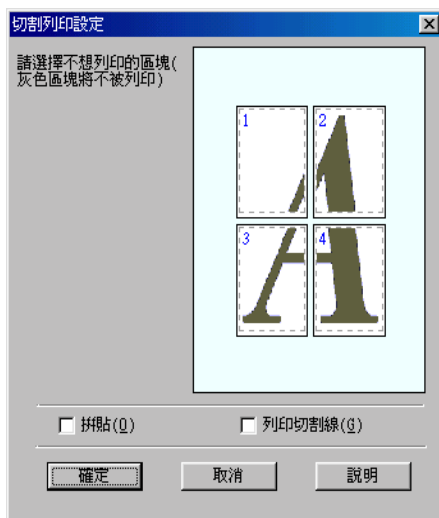 切割列印設定
請選擇不想列印的區塊(
灰色區塊將不被列印)
1 2
3 4
拼貼(O) 列印切割線(G)
確定 取消 說明